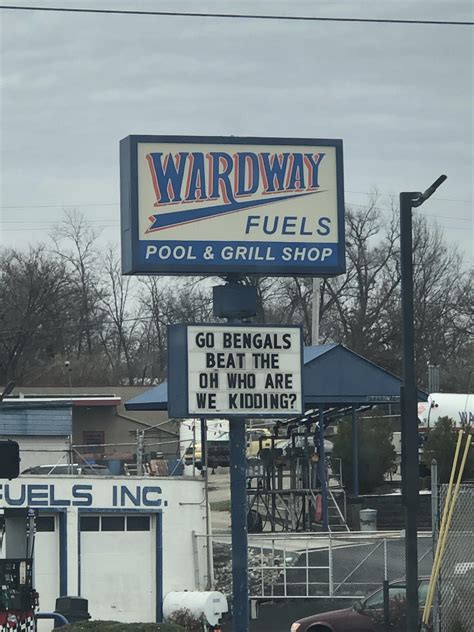 WARDWAY
FUELS
POOL & GRILL SHOP
GO BENGALS
BEAT THE
OH WHO ARE
WE KIDDING?
FUELS INC.